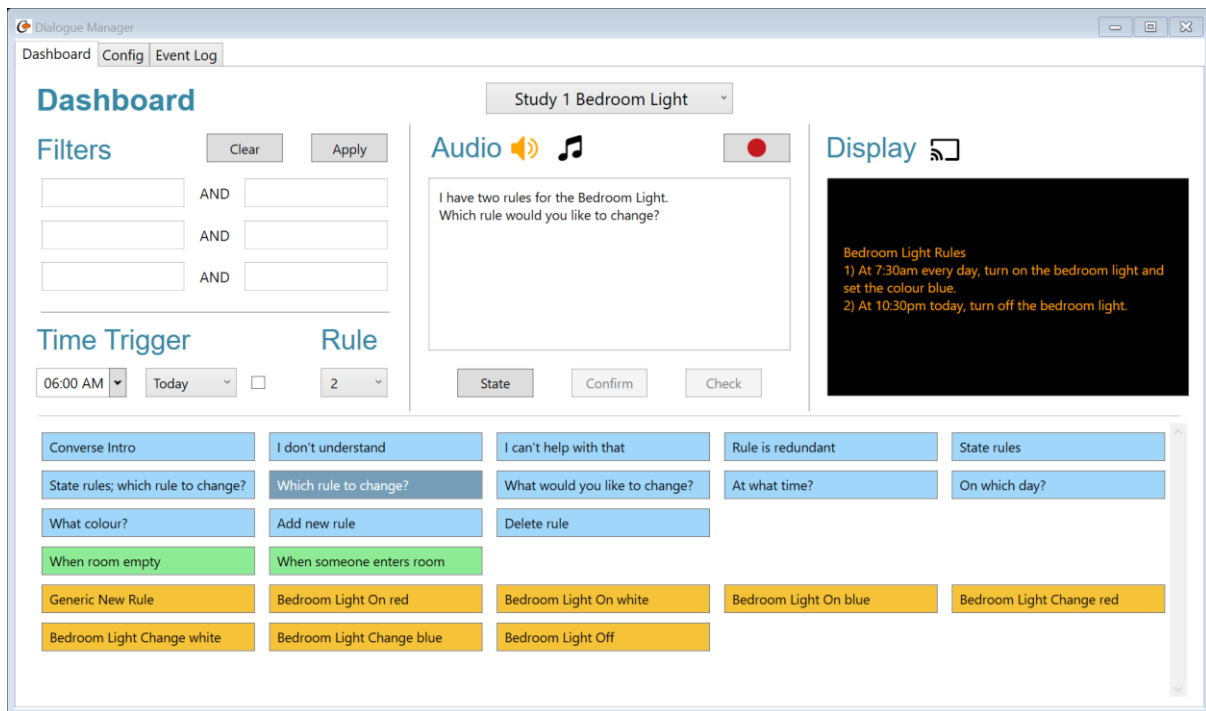 Dialogue Manager
Dashboard Config Event Log
Dashboard
Study 1 Bedroom Light
Filters
Clear
Apply
AND
AND
AND
Time Trigger
Rule
06:00 AM
Today
2
Audio
I have two rules for the Bedroom Light.
Which rule would you like to change?
State
Confirm
Check
Display
Bedroom Light Rules
1) At 7:30am every day, turn on the bedroom light and
set the colour blue.
2) At 10:30pm today, turn off the bedroom light.
Converse Intro
I don't understand
I can't help with that
Rule is redundant
State rules
State rules; which rule to change?
Which rule to change?
What would you like to change?
At what time?
On which day?
What colour?
Add new rule
Delete rule
When room empty
When someone enters room
Generic New Rule
Bedroom Light On red
Bedroom Light On white
Bedroom Light On blue
Bedroom Light Change red
Bedroom Light Change white
Bedroom Light Change blue
Bedroom Light Off